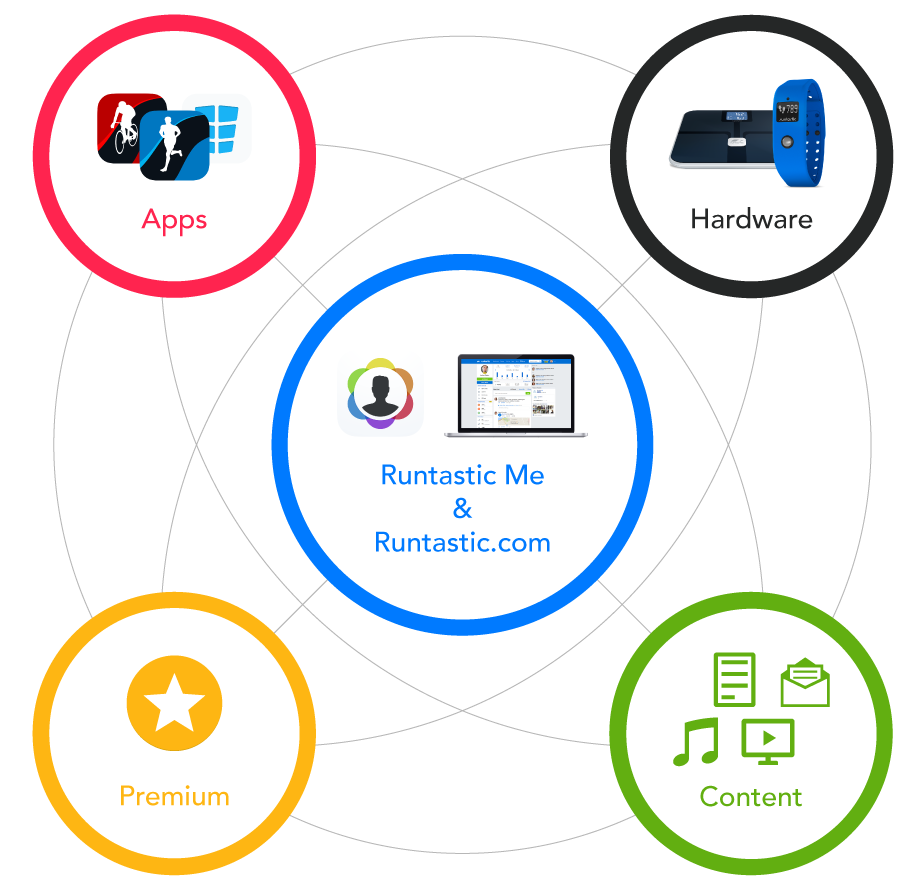 Apps
Hardware
Runtastic Me
&
Runtastic.com
Premium
Content